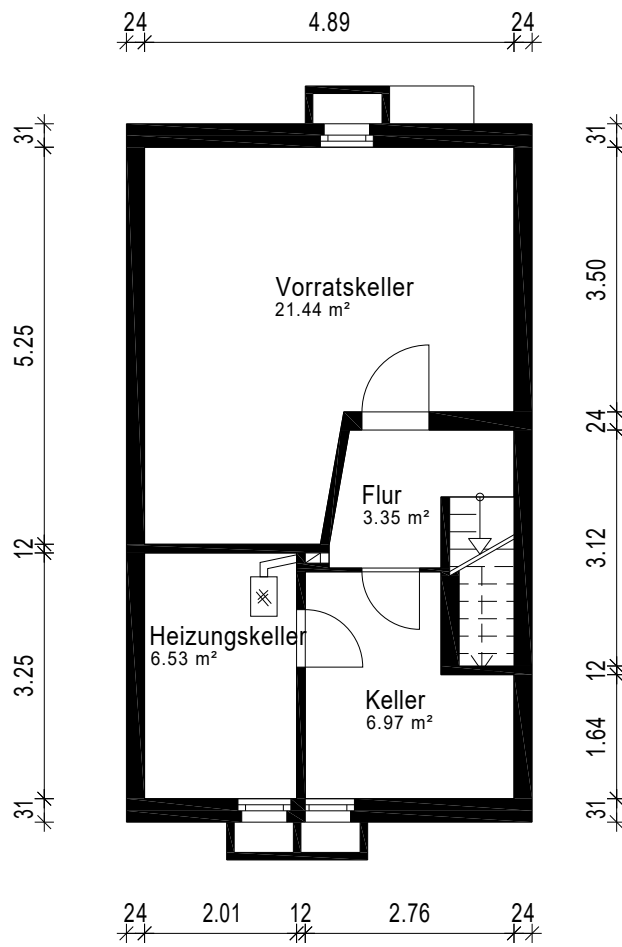 24 4.89 24
31
31
5.25
3.50
Vorratskeller
21.44 m²
24
Flur
3.35 m²
12
3.12
3.25
Heizungskeller
6.53 m²
12
Keller
6.97 m²
1.64
31
31
24 2.01 12 2.76 24